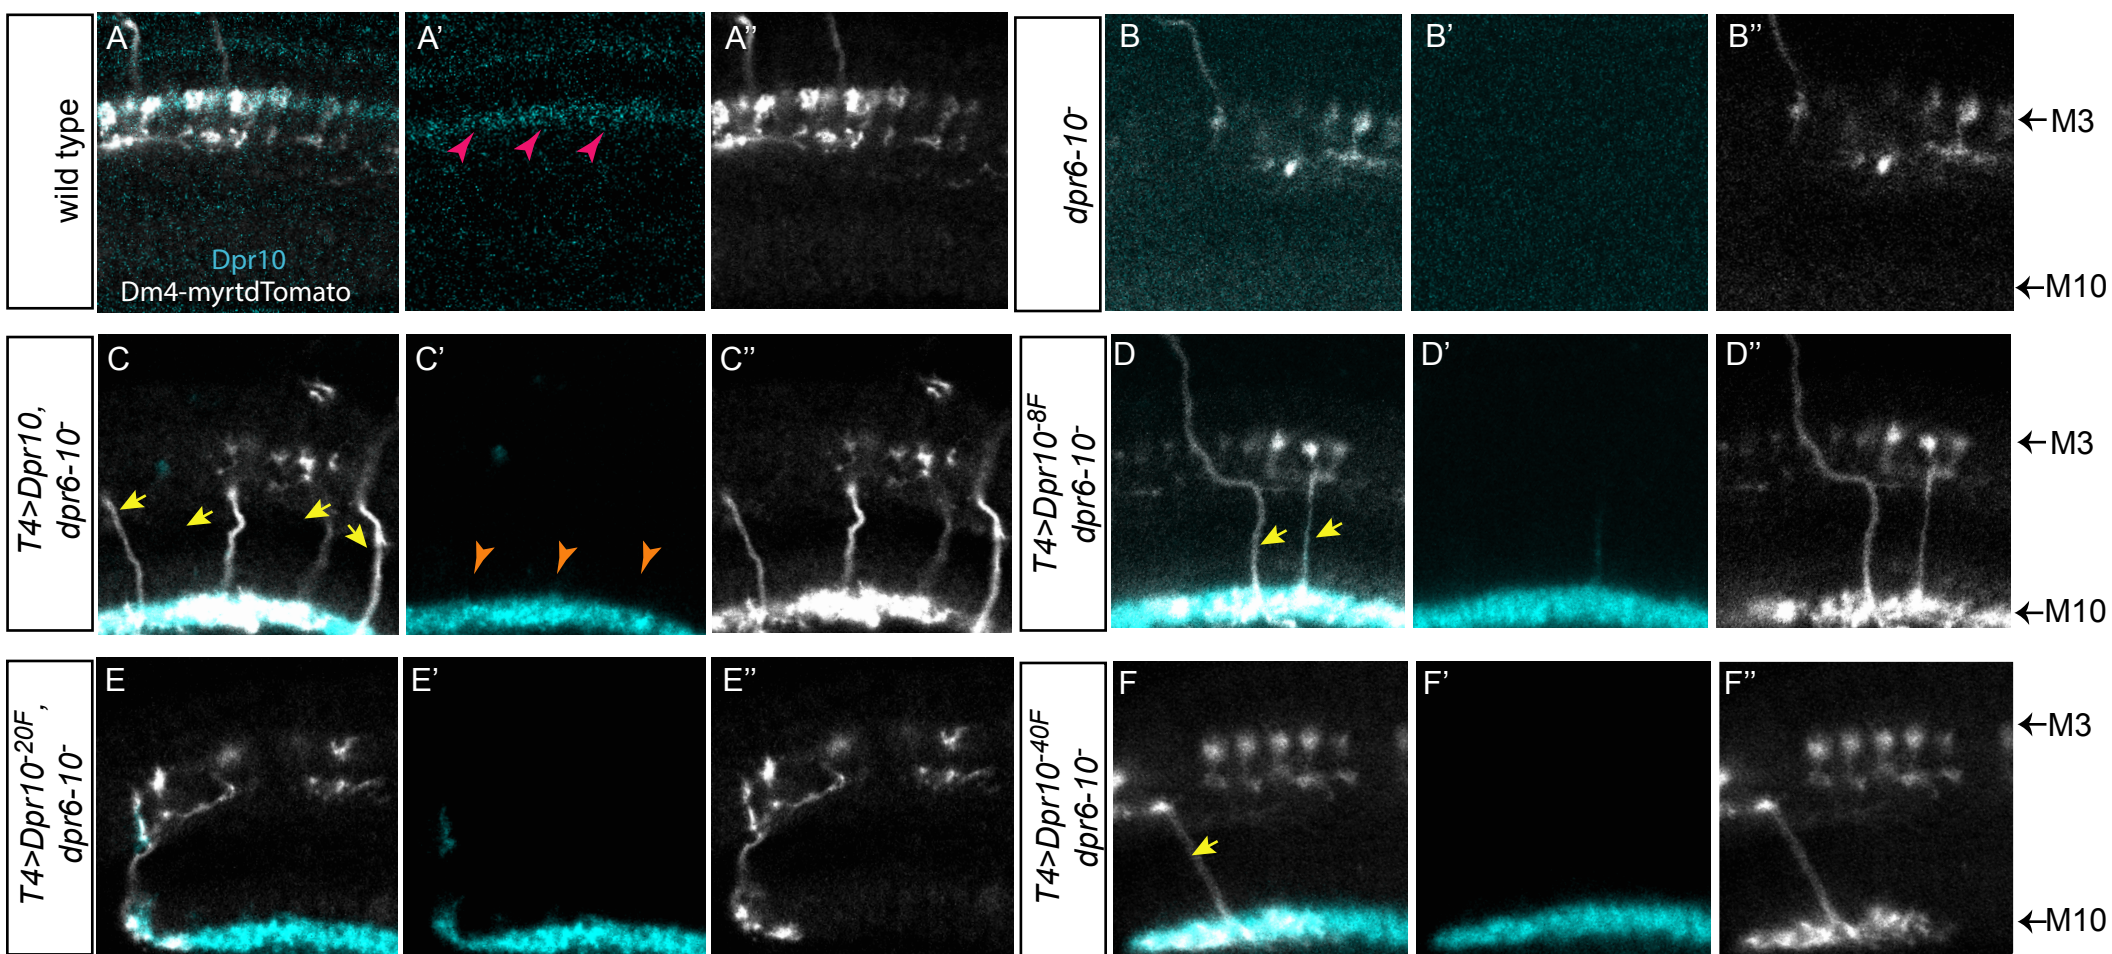 wild type
A
A’
A”
Dpr10
Dm4-myrtdTomato
dpr6-10-
B
B’
B”
←M3
←M10
T4>Dpr10,
dpr6-10-
C
C’
C”
T4>Dpr10-8F
dpr6-10-
D
D’
D”
←M3
←M10
T4>Dpr10-20F,
dpr6-10-
E
E’
E”
T4>Dpr10-40F
dpr6-10-
F
F’
F”
←M3
←M10